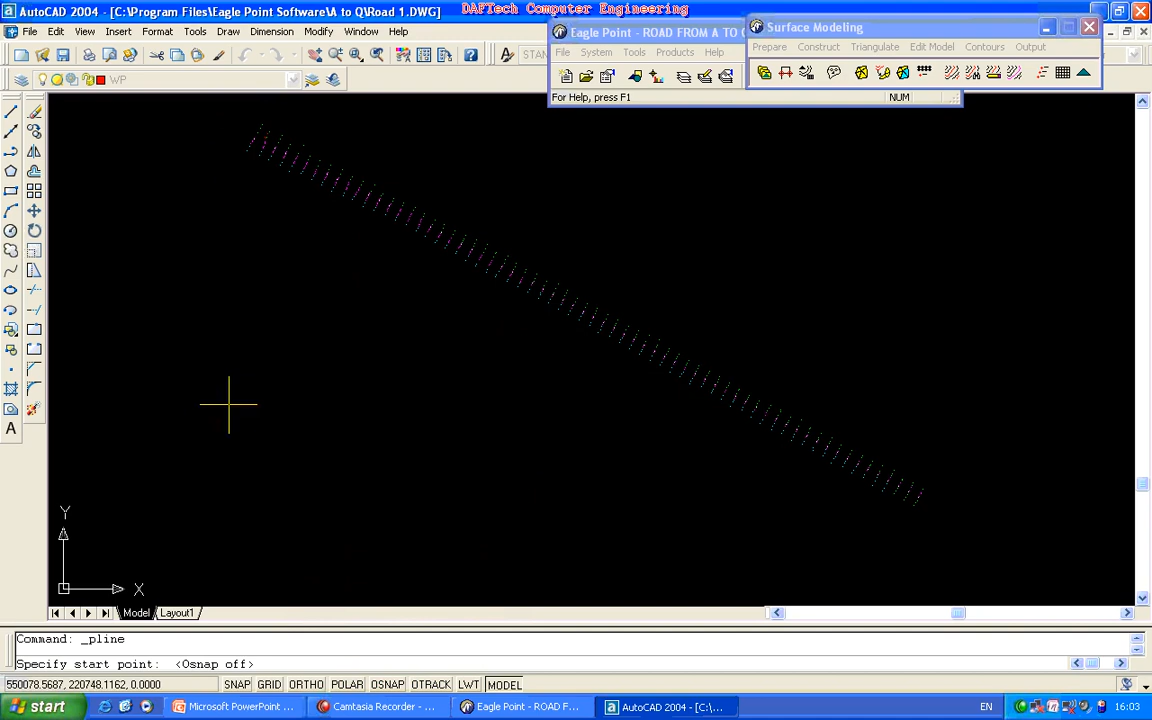 AutoCAD 2004 - [C:\Program Files\Eagle Point Software\A to Q\Road 1.DWG]
DAFTech Computer Engineering
File Edit View Insert Format Tools Draw Dimension Modify Window Help
Eagle Point - ROAD FROM A TO
File System Tools Products Help
For Help, press F1
NUM
Surface Modeling
Prepare Construct Triangulate Edit Model Contours Output
WP
A
Y
X
Model Layout1
Command: _pline
Specify start point: <Osnap off>
550078.5687, 220748.1162, 0.0000 SNAP GRID ORTHO POLAR OSNAP OTRACK LWT MODEL
start
Microsoft PowerPoint ...
Camtasia Recorder - ...
Eagle Point - ROAD F...
AutoCAD 2004 - [C:\...
EN
16:03